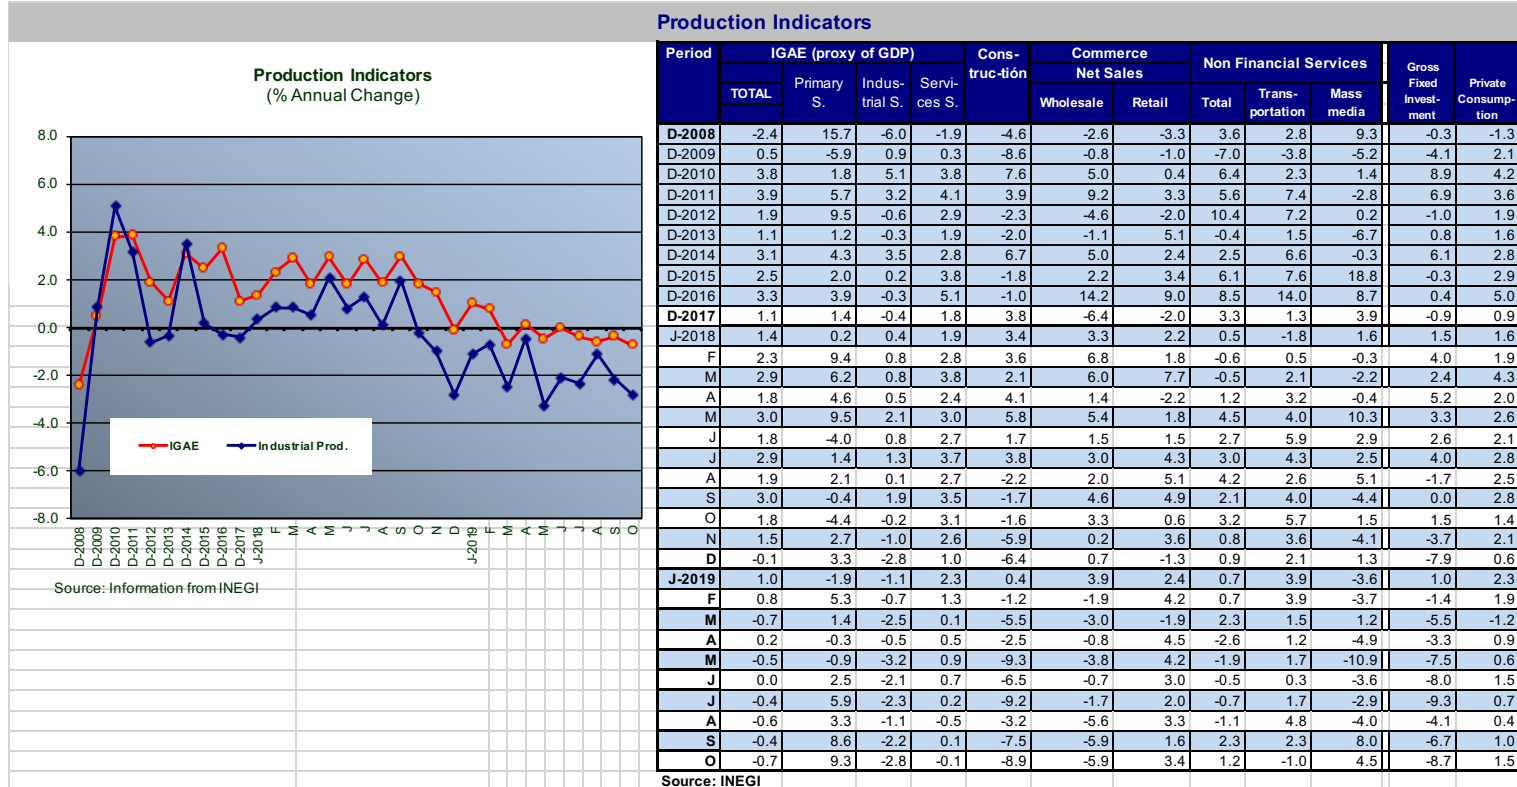 Production Indicators
Production Indicators
(% Annual Change)
8.0
6.0
4.0
2.0
0.0
-2.0
-4.0
-6.0
-8.0
IGAE
Industrial Prod.
D-2008 D-2009 D-2010 D-2011 D-2012 D-2013 D-2014 D-2015 D-2016 D-2017 J-2018 F M A M J J A S O N D J-2019 F M A M J J A S O
Source: Information from INEGI
Period IGAE (proxy of GDP) Cons-truc-tión Commerce Non Financial Services Gross Fixed Invest-ment Private Consump-tion
Net Sales
TOTAL Primary S. Indus-trial S. Servi-ces S. Wholesale Retail Total Trans-portation Mass media
D-2008 -2.4 15.7 -6.0 -1.9 -4.6 -2.6 -3.3 3.6 2.8 9.3 -0.3 -1.3
D-2009 0.5 -5.9 0.9 0.3 -8.6 -0.8 -1.0 -7.0 -3.8 -5.2 -4.1 2.1
D-2010 3.8 1.8 5.1 3.8 7.6 5.0 0.4 6.4 2.3 1.4 8.9 4.2
D-2011 3.9 5.7 3.2 4.1 3.9 9.2 3.3 5.6 7.4 -2.8 6.9 3.6
D-2012 1.9 9.5 -0.6 2.9 -2.3 -4.6 -2.0 10.4 7.2 0.2 -1.0 1.9
D-2013 1.1 1.2 -0.3 1.9 -2.0 -1.1 5.1 -0.4 1.5 -6.7 0.8 1.6
D-2014 3.1 4.3 3.5 2.8 6.7 5.0 2.4 2.5 6.6 -0.3 6.1 2.8
D-2015 2.5 2.0 0.2 3.8 -1.8 2.2 3.4 6.1 7.6 18.8 -0.3 2.9
D-2016 3.3 3.9 -0.3 5.1 -1.0 14.2 9.0 8.5 14.0 8.7 0.4 5.0
D-2017 1.1 1.4 -0.4 1.8 3.8 -6.4 -2.0 3.3 1.3 3.9 -0.9 0.9
J-2018 1.4 0.2 0.4 1.9 3.4 3.3 2.2 0.5 -1.8 1.6 1.5 1.6
F 2.3 9.4 0.8 2.8 3.6 6.8 1.8 -0.6 0.5 -0.3 4.0 1.9
M 2.9 6.2 0.8 3.8 2.1 6.0 7.7 -0.5 2.1 -2.2 2.4 4.3
A 1.8 4.6 0.5 2.4 4.1 1.4 -2.2 1.2 3.2 -0.4 5.2 2.0
M 3.0 9.5 2.1 3.0 5.8 5.4 1.8 4.5 4.0 10.3 3.3 2.6
J 1.8 -4.0 0.8 2.7 1.7 1.5 1.5 2.7 5.9 2.9 2.6 2.1
J 2.9 1.4 1.3 3.7 3.8 3.0 4.3 3.0 4.3 2.5 4.0 2.8
A 1.9 2.1 0.1 2.7 -2.2 2.0 5.1 4.2 2.6 5.1 -1.7 2.5
S 3.0 -0.4 1.9 3.5 -1.7 4.6 4.9 2.1 4.0 -4.4 0.0 2.8
O 1.8 -4.4 -0.2 3.1 -1.6 3.3 0.6 3.2 5.7 1.5 1.5 1.4
N 1.5 2.7 -1.0 2.6 -5.9 0.2 3.6 0.8 3.6 -4.1 -3.7 2.1
D -0.1 3.3 -2.8 1.0 -6.4 0.7 -1.3 0.9 2.1 1.3 -7.9 0.6
J-2019 1.0 -1.9 -1.1 2.3 0.4 3.9 2.4 0.7 3.9 -3.6 1.0 2.3
F 0.8 5.3 -0.7 1.3 -1.2 -1.9 4.2 0.7 3.9 -3.7 -1.4 1.9
M -0.7 1.4 -2.5 0.1 -5.5 -3.0 -1.9 2.3 1.5 1.2 -5.5 -1.2
A 0.2 -0.3 -0.5 0.5 -2.5 -0.8 4.5 -2.6 1.2 -4.9 -3.3 0.9
M -0.5 -0.9 -3.2 0.9 -9.3 -3.8 4.2 -1.9 1.7 -10.9 -7.5 0.6
J 0.0 2.5 -2.1 0.7 -6.5 -0.7 3.0 -0.5 0.3 -3.6 -8.0 1.5
J -0.4 5.9 -2.3 0.2 -9.2 -1.7 2.0 -0.7 1.7 -2.9 -9.3 0.7
A -0.6 3.3 -1.1 -0.5 -3.2 -5.6 3.3 -1.1 4.8 -4.0 -4.1 0.4
S -0.4 8.6 -2.2 0.1 -7.5 -5.9 1.6 2.3 2.3 8.0 -6.7 1.0
O -0.7 9.3 -2.8 -0.1 -8.9 -5.9 3.4 1.2 -1.0 4.5 -8.7 1.5
Source: INEGI